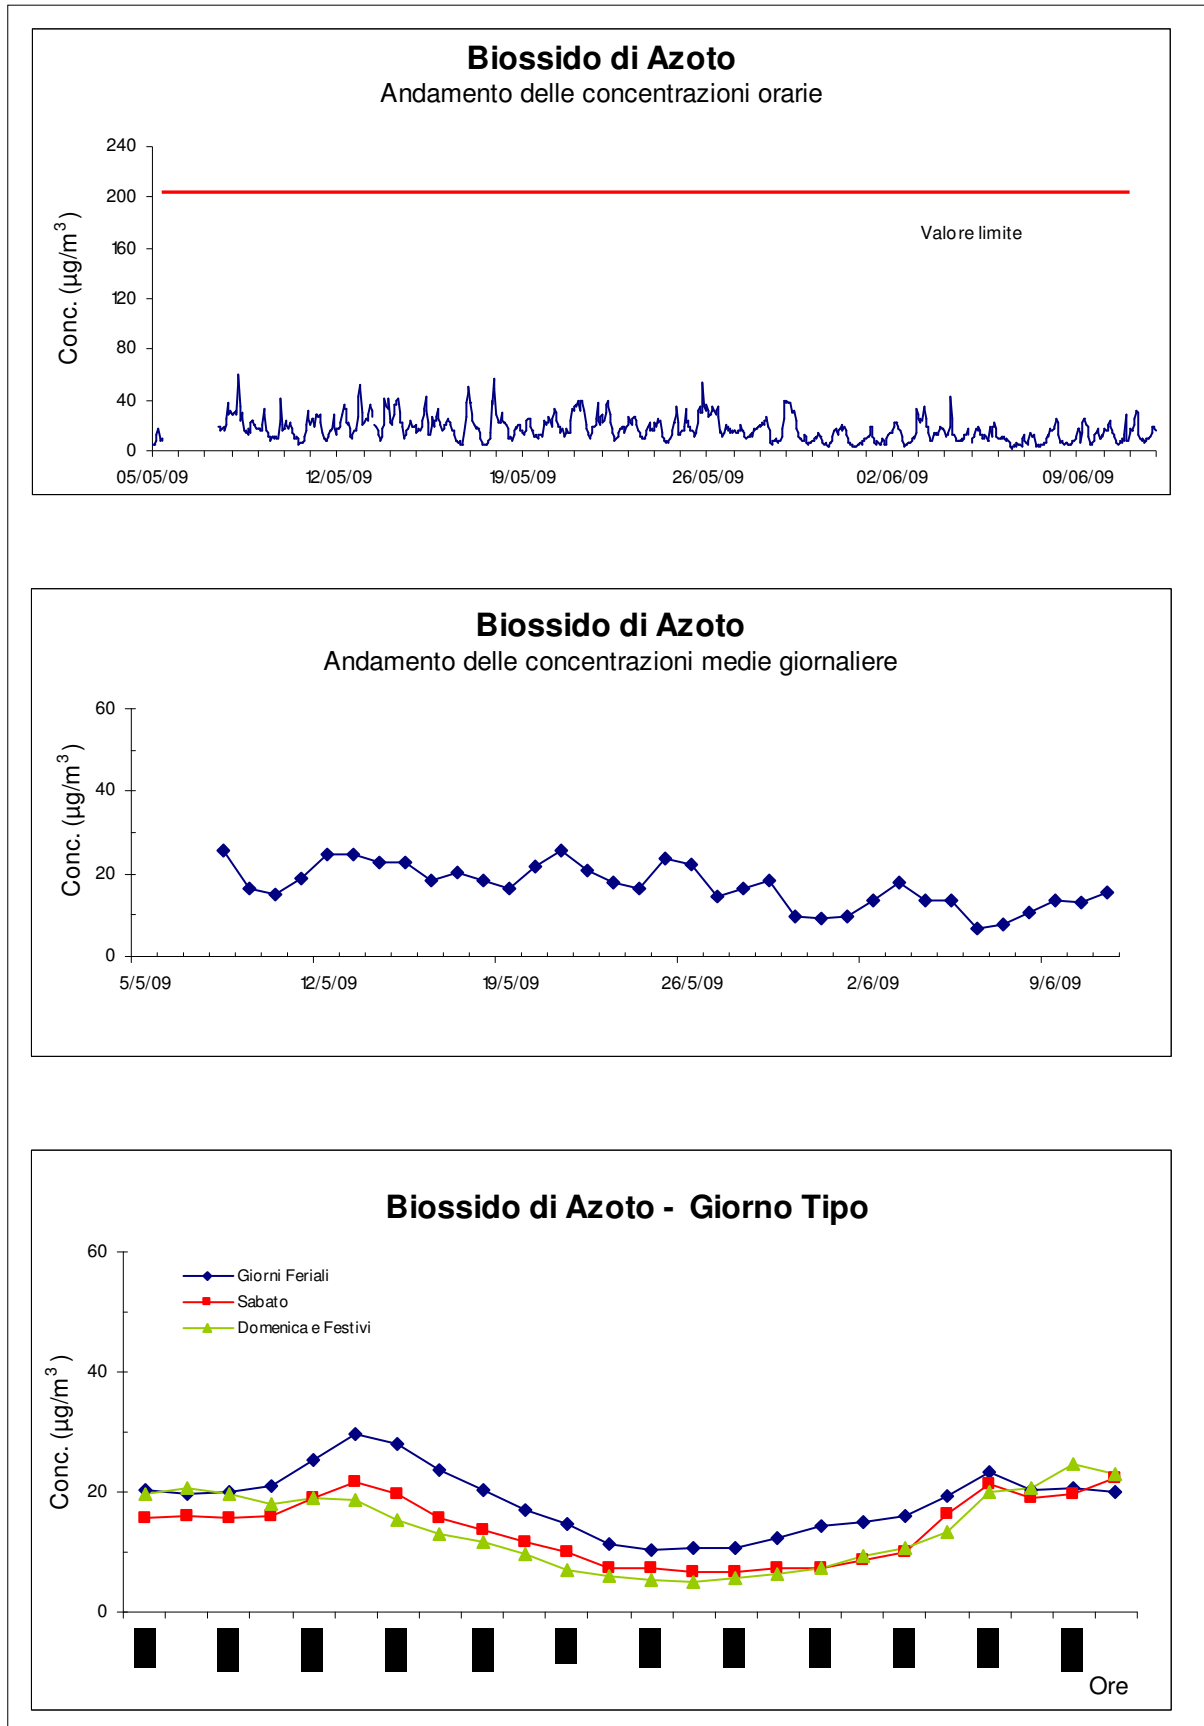 Biossido di Azoto
Andamento delle concentrazioni orarie
Conc. (µg/m³)
240
200
160
120
80
40
0
Valore limite
05/05/09 12/05/09 19/05/09 26/05/09 02/06/09 09/06/09
Biossido di Azoto
Andamento delle concentrazioni medie giornaliere
Conc. (µg/m³)
60
40
20
0
5/5/09 12/5/09 19/5/09 26/5/09 2/6/09 9/6/09
Biossido di Azoto - Giorno Tipo
Conc. (µg/m³)
60
40
20
0
Giorni Feriali
Sabato
Domenica e Festivi
Ore